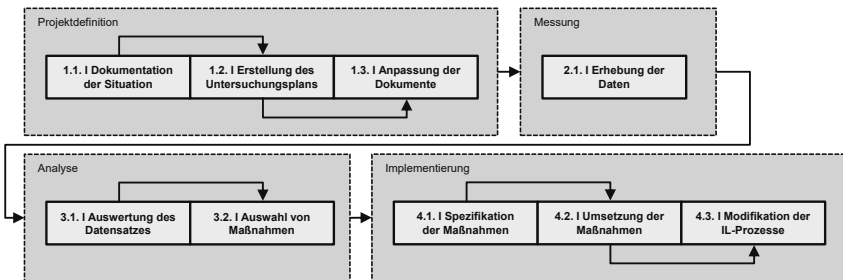 Projektdefinition
1.1. I Dokumentation
der Situation
1.2. I Erstellung des
Untersuchungsplans
1.3. I Anpassung der
Dokumente
Messung
2.1. I Erhebung der
Daten
Analyse
3.1. I Auswertung des
Datensatzes
3.2. I Auswahl von
Maßnahmen
Implementierung
4.1. I Spezifikation
der Maßnahmen
4.2. I Umsetzung der
Maßnahmen
4.3. I Modifikation der
IL-Prozesse